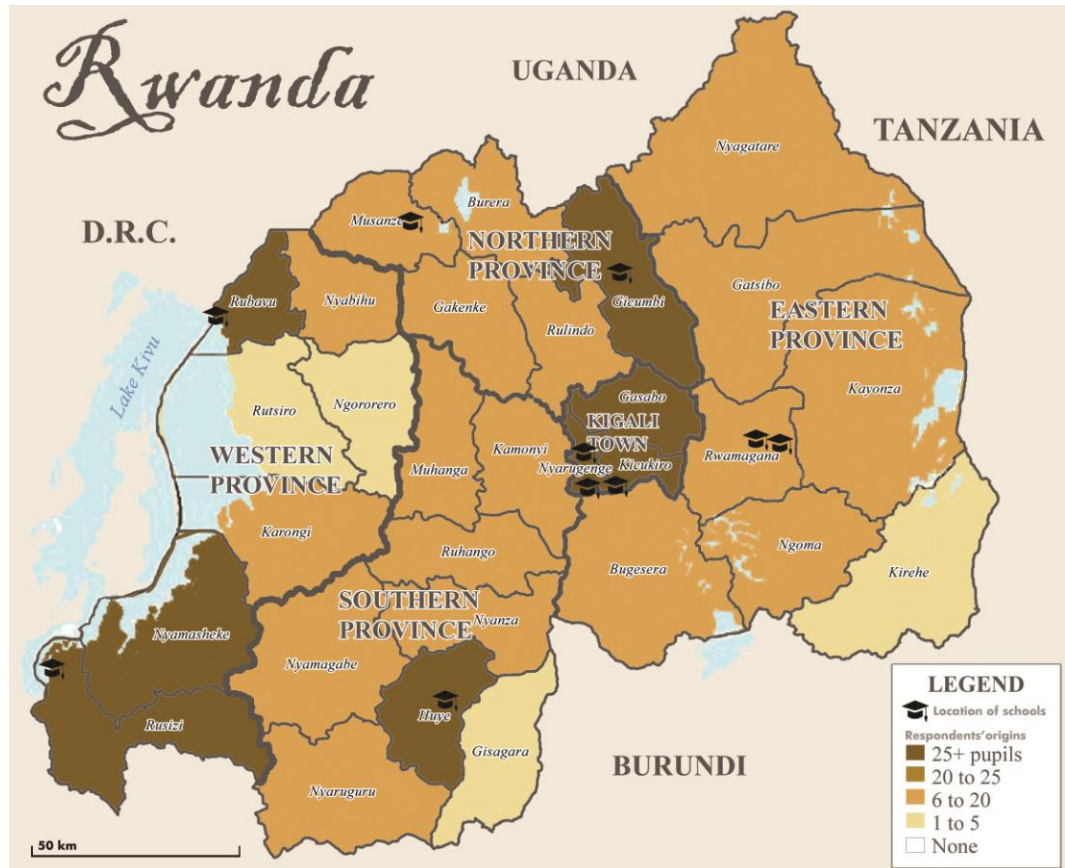 Rwanda
UGANDA
TANZANIA
D.R.C.
Nyagatare
Burera
Musanze
NORTHERN
PROVINCE
Rubavu
Nyabihu
Gakenke
Rulindo
Gicumbi
Gatsibo
EASTERN
PROVINCE
Kayonza
Lake Kivu
Rutsiro
Ngororero
WESTERN
PROVINCE
Muhanga
Kamonyi
Gasabo
KIGALI
TOWN
Nyarugenge
Kicukiro
Rwamagana
Karongi
Ruhango
Bugesera
Ngoma
Kirehe
SOUTHERN
PROVINCE
Nyamasheke
Nyanza
Nyamagabe
Rusizi
Huye
Gisagara
Nyaruguru
BURUNDI
50 km
LEGEND
Location of schools
Respondents'origins
25+ pupils
20 to 25
6 to 20
1 to 5
None